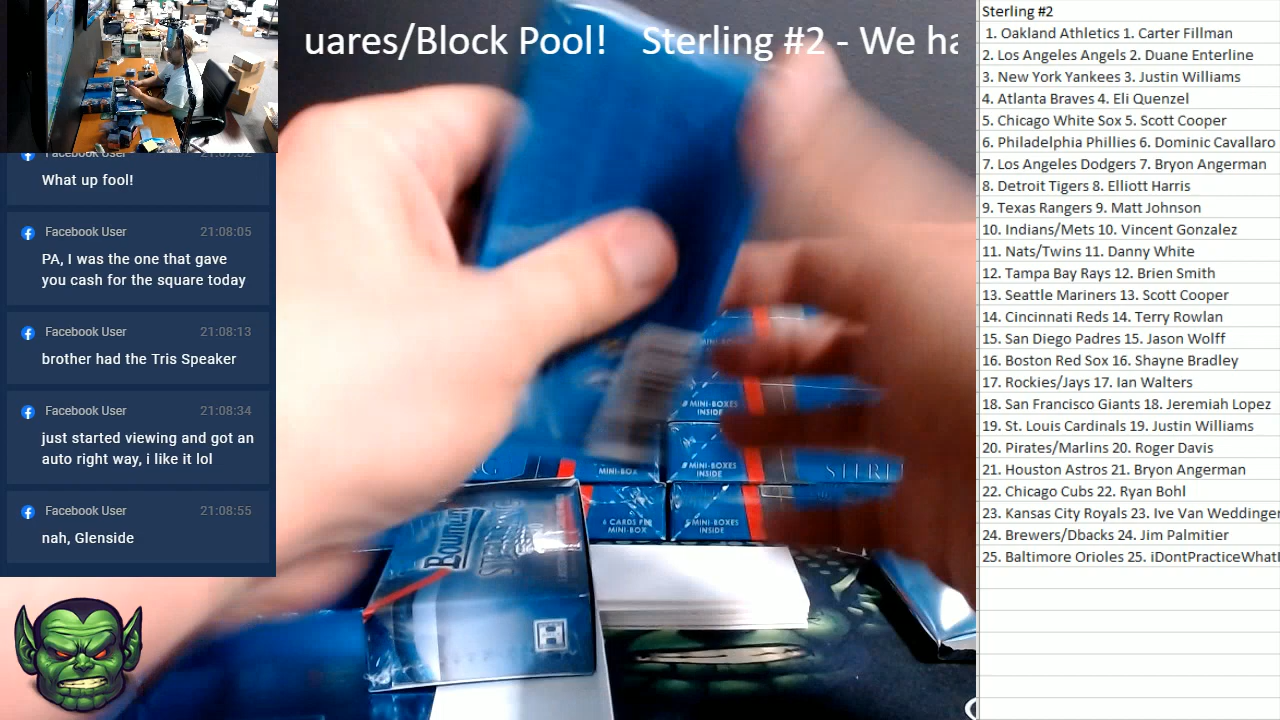 uares/Block Pool! Sterling #2 - We ha
Facebook User
What up fool!
Facebook User 21:08:05
PA, I was the one that gave
you cash for the square today
Facebook User 21:08:13
brother had the Tris Speaker
Facebook User 21:08:34
just started viewing and got an
auto right way, i like it lol
Facebook User 21:08:55
nah, Glenside
MINI-BOXES
INSIDE
MINI-BOX
MINI-BOXES
INSIDE
6 CARDS PER
MINI-BOX
MINI-BOXES
INSIDE
Bowman
Sterling #2
1. Oakland Athletics 1. Carter Fillman
2. Los Angeles Angels 2. Duane Enterline
3. New York Yankees 3. Justin Williams
4. Atlanta Braves 4. Eli Quenzel
5. Chicago White Sox 5. Scott Cooper
6. Philadelphia Phillies 6. Dominic Cavallaro
7. Los Angeles Dodgers 7. Bryon Angerman
8. Detroit Tigers 8. Elliott Harris
9. Texas Rangers 9. Matt Johnson
10. Indians/Mets 10. Vincent Gonzalez
11. Nats/Twins 11. Danny White
12. Tampa Bay Rays 12. Brien Smith
13. Seattle Mariners 13. Scott Cooper
14. Cincinnati Reds 14. Terry Rowlan
15. San Diego Padres 15. Jason Wolff
16. Boston Red Sox 16. Shayne Bradley
17. Rockies/Jays 17. Ian Walters
18. San Francisco Giants 18. Jeremiah Lopez
19. St. Louis Cardinals 19. Justin Williams
20. Pirates/Marlins 20. Roger Davis
21. Houston Astros 21. Bryon Angerman
22. Chicago Cubs 22. Ryan Bohl
23. Kansas City Royals 23. Ive Van Weddinger
24. Brewers/Dbacks 24. Jim Palmitier
25. Baltimore Orioles 25. iDontPracticeWhatI